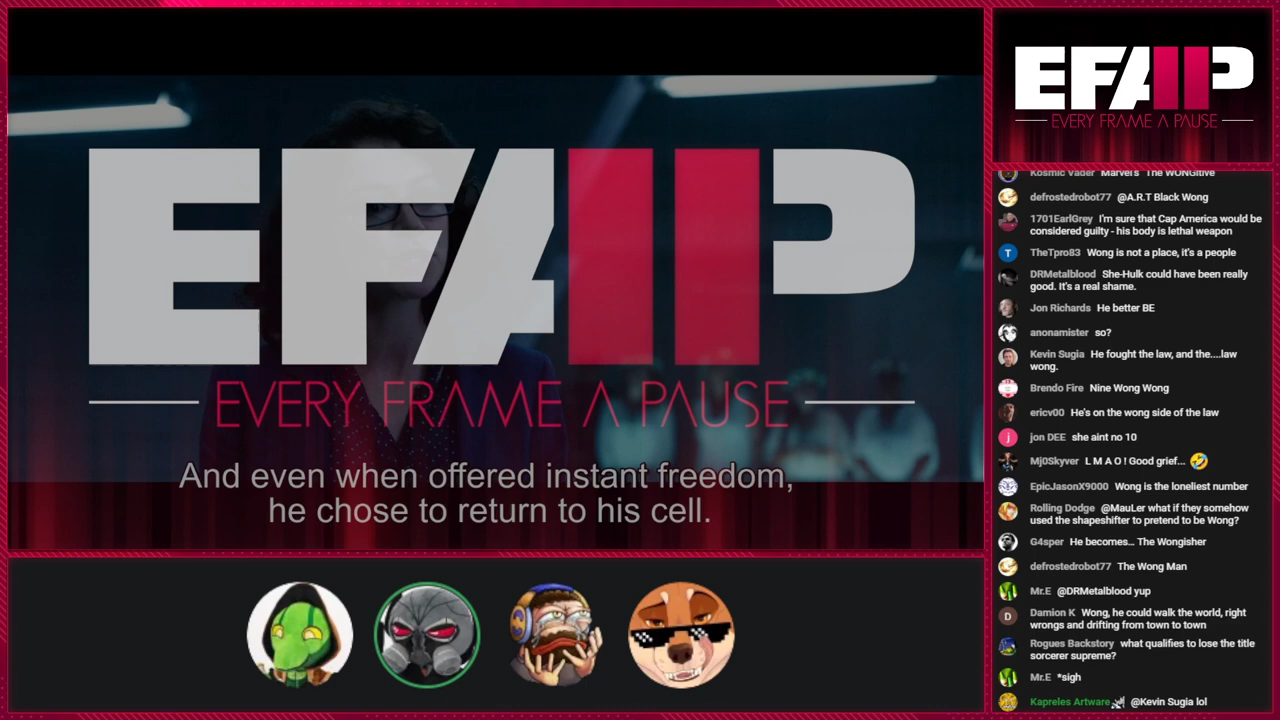 EFAP
EVERY FRAME A PAUSE
And even when offered instant freedom,
he chose to return to his cell.
EFAP
EVERY FRAME A PAUSE
Kosmic Vader Marvel's The WONGitive
defrostedrobot77 @A.R.T Black Wong
1701EarlGrey I'm sure that Cap America would be
considered guilty - his body is lethal weapon
T TheTpro83 Wong is not a place, it's a people
DRMetalblood She-Hulk could have been really
good. It's a real shame.
Jon Richards He better BE
anonamister so?
Kevin Sugia He fought the law, and the....law
wong.
Brendo Fire Nine Wong Wong
ericv00 He's on the wong side of the law
j jon DEE she aint no 10
Mj0Skyver L M A O ! Good grief...
EpicJasonX9000 Wong is the loneliest number
Rolling Dodge @MauLer what if they somehow
used the shapeshifter to pretend to be Wong?
G4sper He becomes... The Wongisher
defrostedrobot77 The Wong Man
Mr.E @DRMetalblood yup
D Damion K Wong, he could walk the world, right
wrongs and drifting from town to town
Rogues Backstory what qualifies to lose the title
sorcerer supreme?
Mr.E *sigh
Kapreles Artware @Kevin Sugia lol